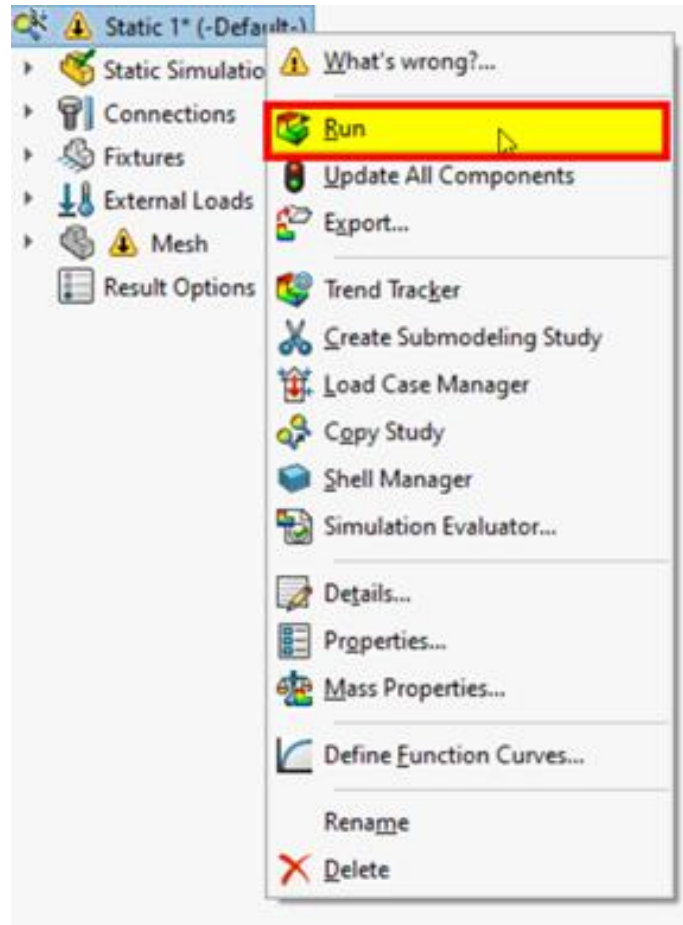 Static 1* (-Default-)
Static Simulatio
Connections
Fixtures
External Loads
Mesh
Result Options
What's wrong?...
Run
Update All Components
Export...
Trend Tracker
Create Submodeling Study
Load Case Manager
Copy Study
Shell Manager
Simulation Evaluator...
Details...
Properties...
Mass Properties...
Define Function Curves...
Rename
Delete